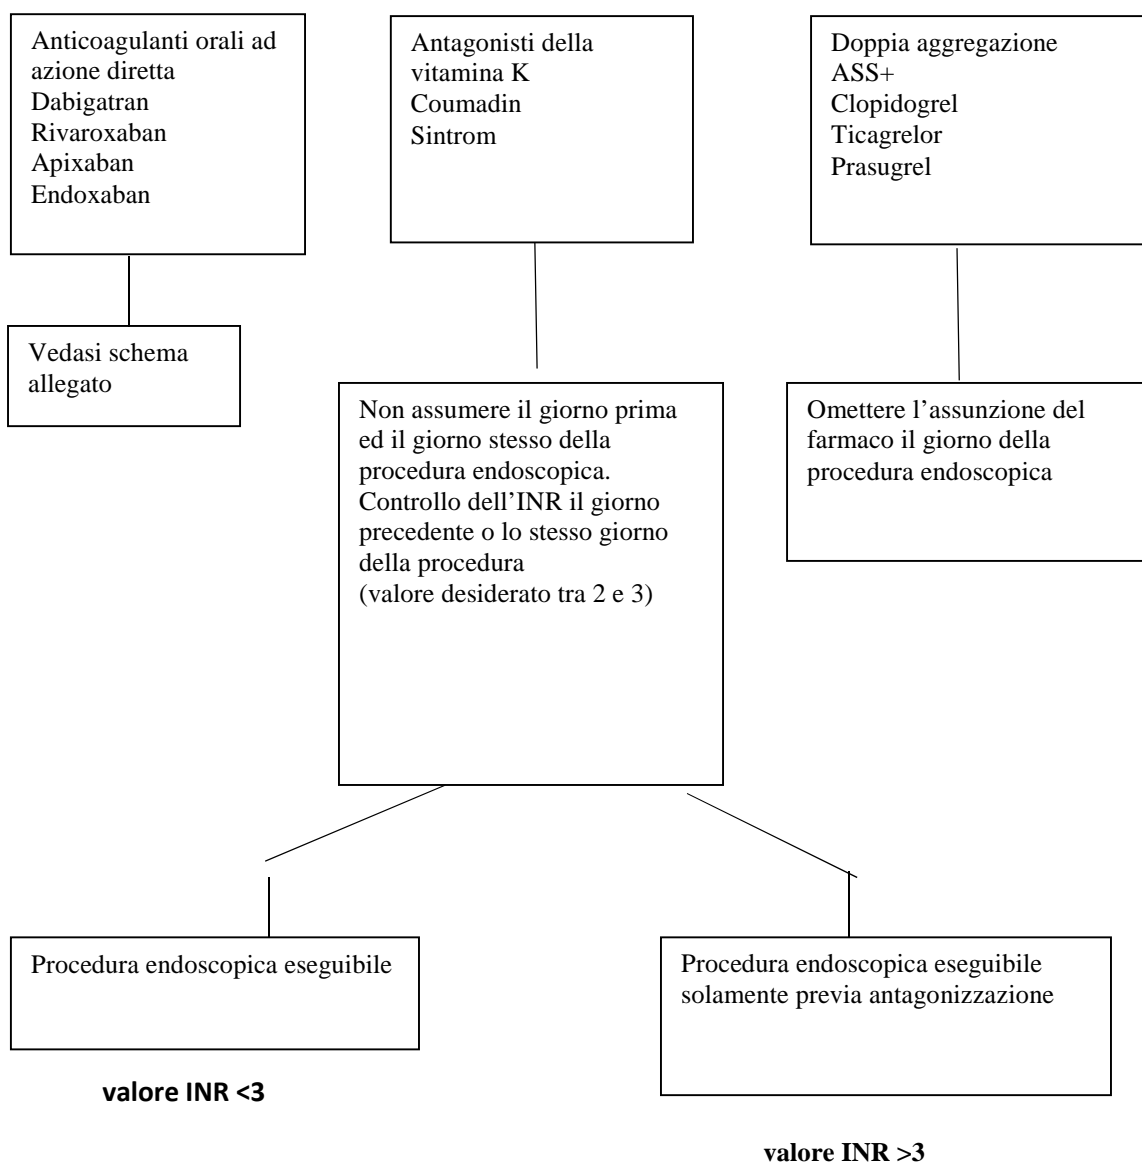 Anticoagulanti orali ad
azione diretta
Dabigatran
Rivaroxaban
Apixaban
Endoxaban
Antagonisti della
vitamina K
Coumadin
Sintrom
Doppia aggregazione
ASS+
Clopidogrel
Ticagrelor
Prasugrel
Vedasi schema
allegato
Non assumere il giorno prima
ed il giorno stesso della
procedura endoscopica.
Controllo dell’INR il giorno
precedente o lo stesso giorno
della procedura
(valore desiderato tra 2 e 3)
Omettere l’assunzione del
farmaco il giorno della
procedura endoscopica
Procedura endoscopica eseguibile
Procedura endoscopica eseguibile
solamente previa antagonizzazione
valore INR <3
valore INR >3